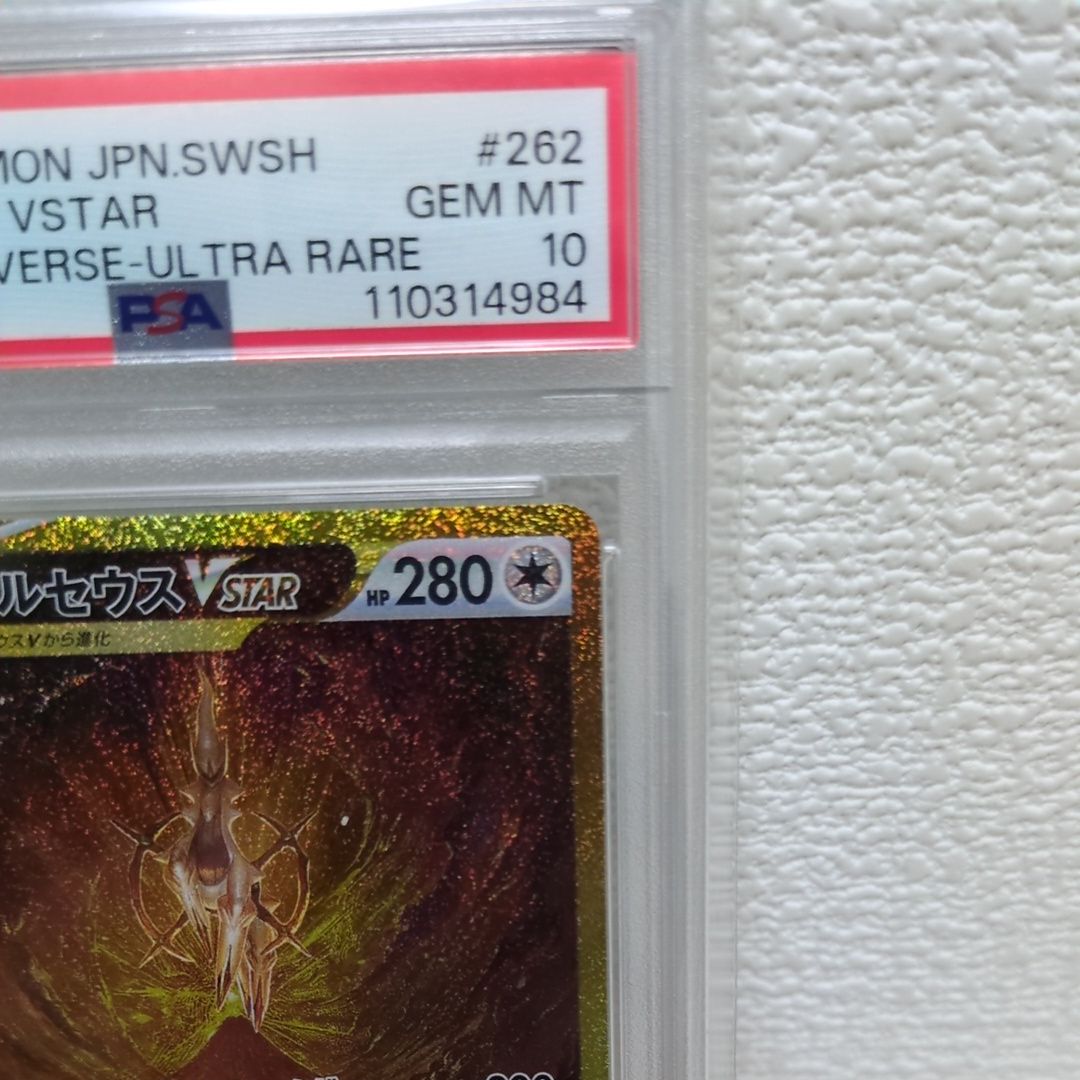 MON JPN.SWSH #262
VSTAR GEM MT
VERSE-ULTRA RARE 10
PSA 110314984
ルセウス VSTAR HP 280
ウスVから進化